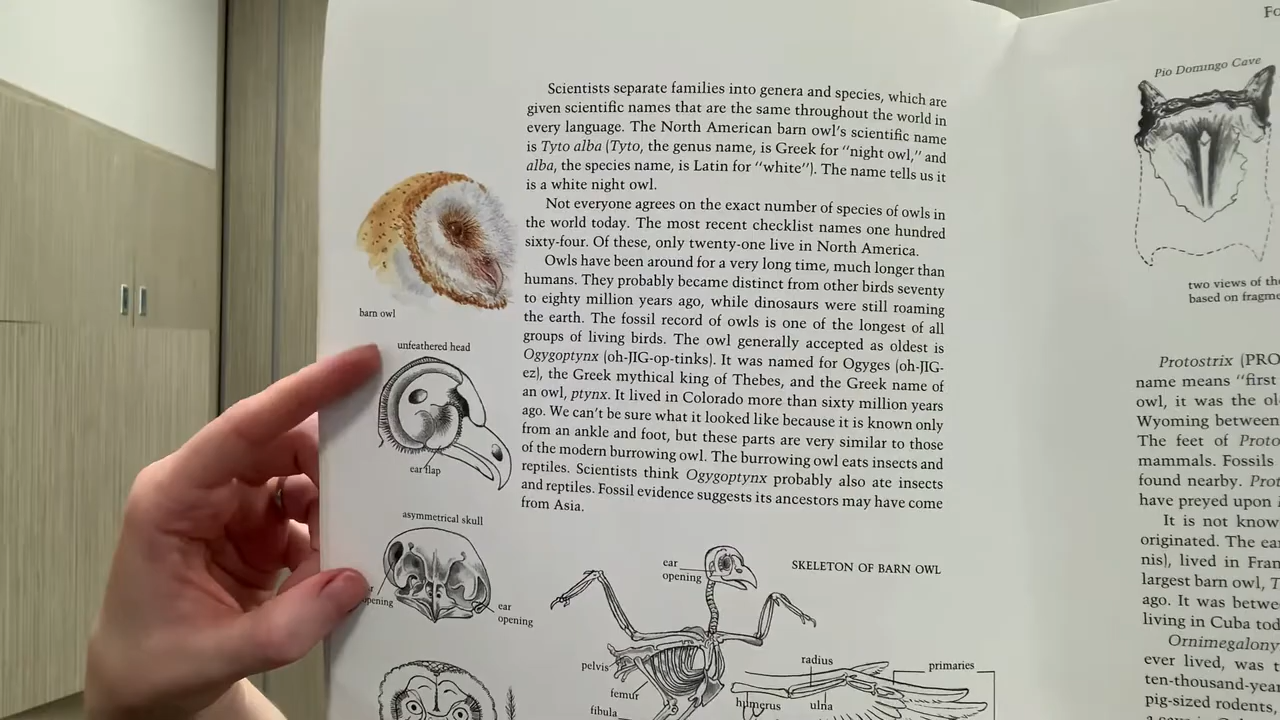 Scientists separate families into genera and species, which are
given scientific names that are the same throughout the world in
every language. The North American barn owl's scientific name
is Tyto alba (Tyto, the genus name, is Greek for "night owl," and
alba, the species name, is Latin for "white"). The name tells us it
is a white night owl.
Not everyone agrees on the exact number of species of owls in
the world today. The most recent checklist names one hundred
sixty-four. Of these, only twenty-one live in North America.
Owls have been around for a very long time, much longer than
humans. They probably became distinct from other birds seventy
to eighty million years ago, while dinosaurs were still roaming
the earth. The fossil record of owls is one of the longest of all
groups of living birds. The owl generally accepted as oldest is
Ogygoptynx (oh-JIG-op-tinks). It was named for Ogyges (oh-JIG-
ez), the Greek mythical king of Thebes, and the Greek name of
an owl, ptynx. It lived in Colorado more than sixty million years
ago. We can't be sure what it looked like because it is known only
from an ankle and foot, but these parts are very similar to those
of the modern burrowing owl. The burrowing owl eats insects and
reptiles. Scientists think Ogygoptynx probably also ate insects
and reptiles. Fossil evidence suggests its ancestors may have come
from Asia.
barn owl
unfeathered head
ear flap
asymmetrical skull
opening
ear
opening
SKELETON OF BARN OWL
ear
opening
pelvis
femur
fibula
radius
humerus
ulna
primaries
Pio Domingo Cave
two views of
based on
Protostrix
name means "first
owl, it was the
Wyoming between
The feet of
mammals. Fossils
found nearby.
have preyed upon
It is not
originated. The
nis), lived in
largest barn owl,
ago. It was
living in Cuba
ever lived, was
pig-sized rodents,